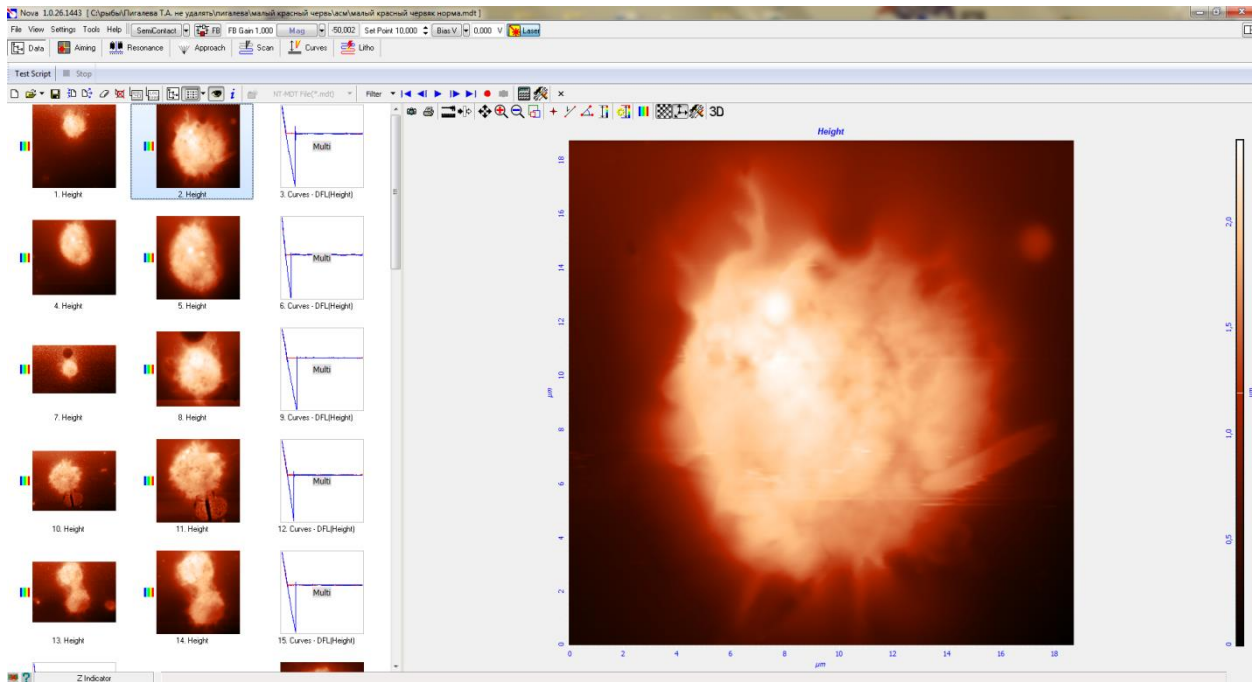 Nova 1.0.26.1443 [ C:\рыбы\Пигалева Т.А. не удалять\пигалева\малый красный червь\асм\малый красный червяк норма.mdt ]
File View Settings Tools Help SemiContact FB FB Gain 1,000 Mag -50,002 Set Point 10,000 Bias V 0,000 V Laser
Data Aiming Resonance Approach Scan Curves Litho
Test Script Stop
NT-MDT File(*.mdt) Filter
3D
1. Height 2. Height Multi 3. Curves - DFL(Height)
4. Height 5. Height Multi 6. Curves - DFL(Height)
7. Height 8. Height Multi 9. Curves - DFL(Height)
10. Height 11. Height Multi 12. Curves - DFL(Height)
13. Height 14. Height Multi 15. Curves - DFL(Height)
Height
18
16
14
12
10
8
6
4
2
0
µm
0 2 4 6 8 10 12 14 16 18
µm
2,0
1,5
1,0
0,5
0
µm
Z Indicator